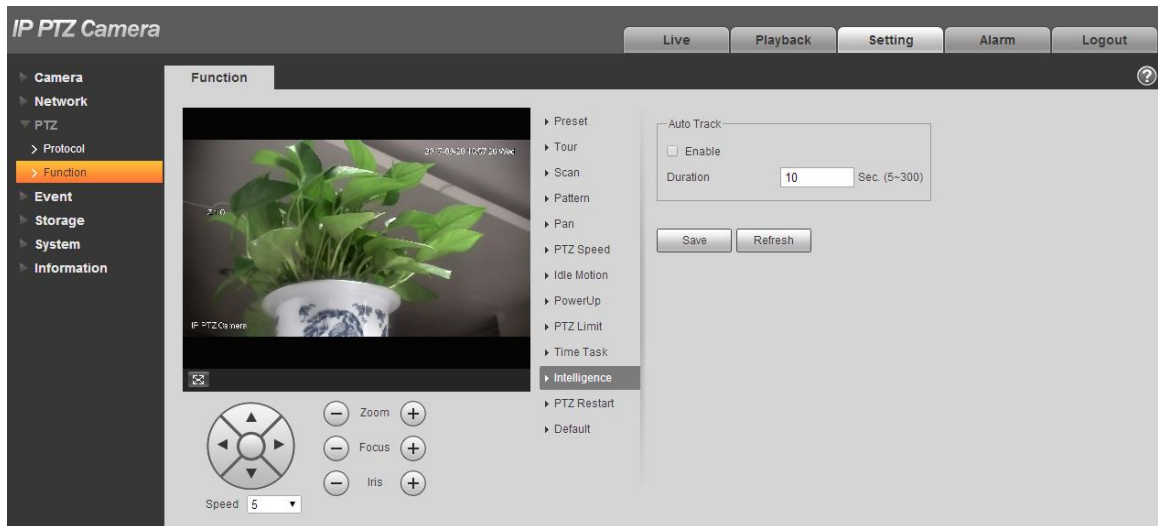 IP PTZ Camera
Live
Playback
Setting
Alarm
Logout
Camera
Network
PTZ
Protocol
Function
Event
Storage
System
Information
Function
?
IP PTZ Camera
Speed 5
Zoom
Focus
Iris
Preset
Tour
Scan
Pattern
Pan
PTZ Speed
Idle Motion
PowerUp
PTZ Limit
Time Task
Intelligence
PTZ Restart
Default
Auto Track
Enable
Duration 10 Sec. (5~300)
Save
Refresh